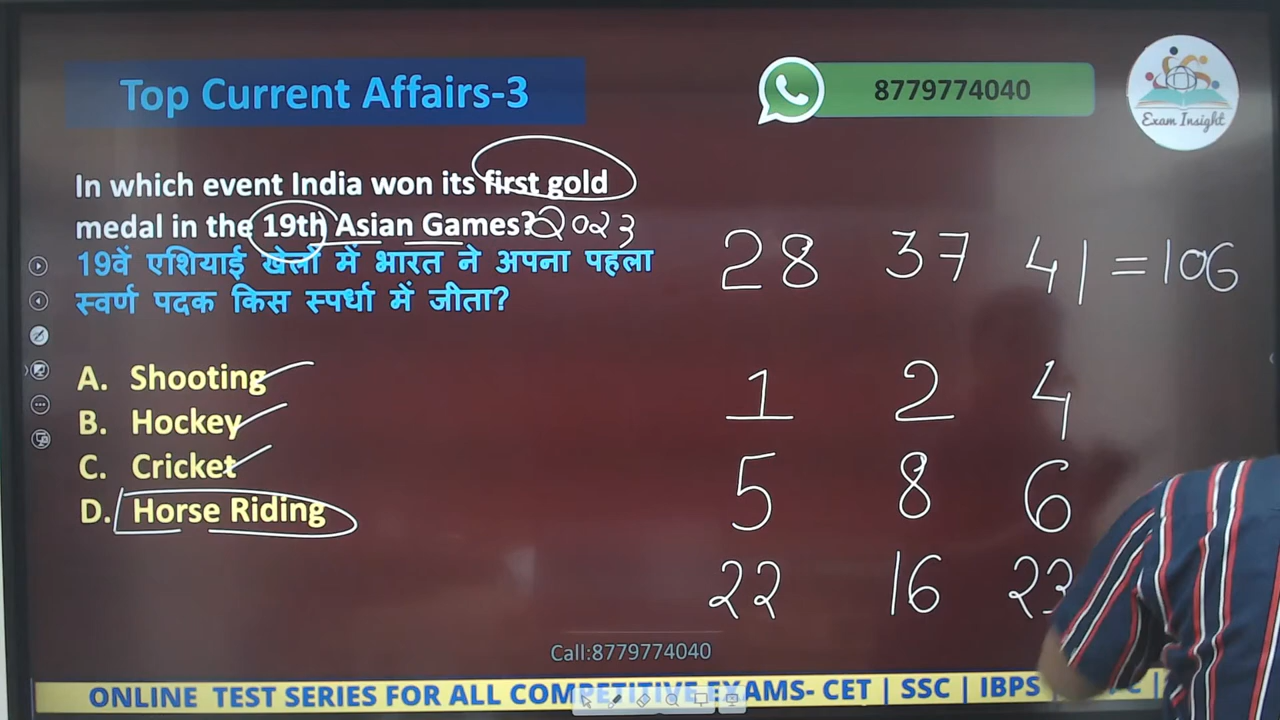 Top Current Affairs-3
8779774040
Exam Insight
In which event India won its first gold
medal in the 19th Asian Games? 2023
19वें एशियाई खेलों में भारत ने अपना पहला
स्वर्ण पदक किस स्पर्धा में जीता?
A. Shooting
B. Hockey
C. Cricket
D. Horse Riding
28 37 41 = 106
1 2 4
5 8 6
22 16 23
Call:8779774040
ONLINE TEST SERIES FOR ALL COMPETITIVE EXAMS- CET | SSC | IBPS |